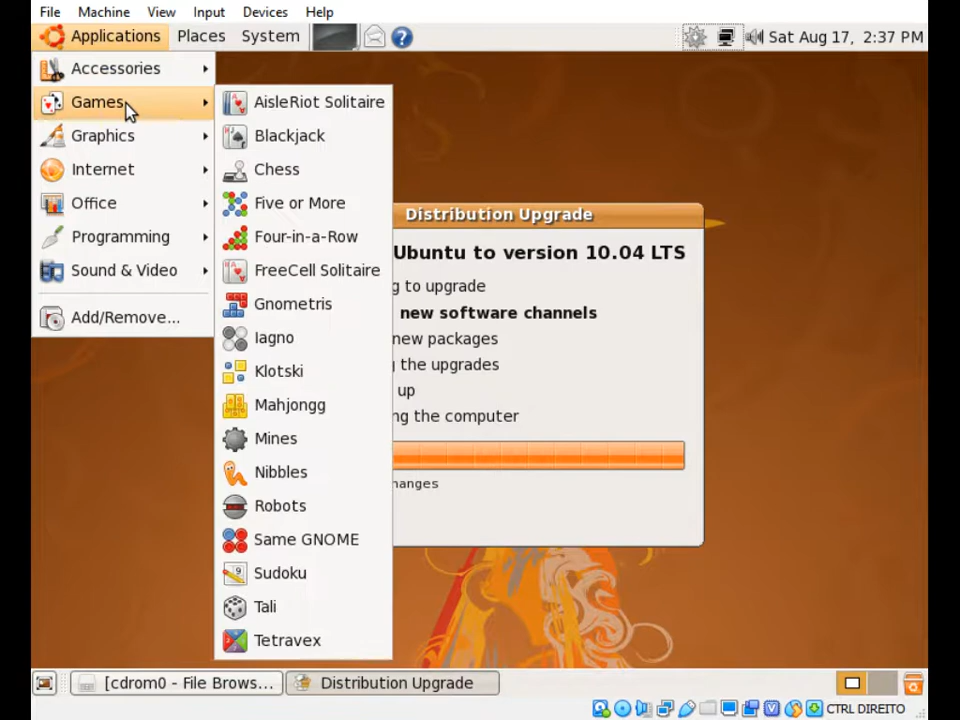 File Machine View Input Devices Help
Applications Places System Sat Aug 17, 2:37 PM
Accessories
Games
Graphics
Internet
Office
Programming
Sound & Video
Add/Remove...
AisleRiot Solitaire
Blackjack
Chess
Five or More
Four-in-a-Row
FreeCell Solitaire
Gnometris
Iagno
Klotski
Mahjongg
Mines
Nibbles
Robots
Same GNOME
Sudoku
Tali
Tetravex
Distribution Upgrade
Ubuntu to version 10.04 LTS
g to upgrade
new software channels
new packages
g the upgrades
up
ng the computer
hanges
[cdrom0 - File Brows... Distribution Upgrade
CTRL DIREITO